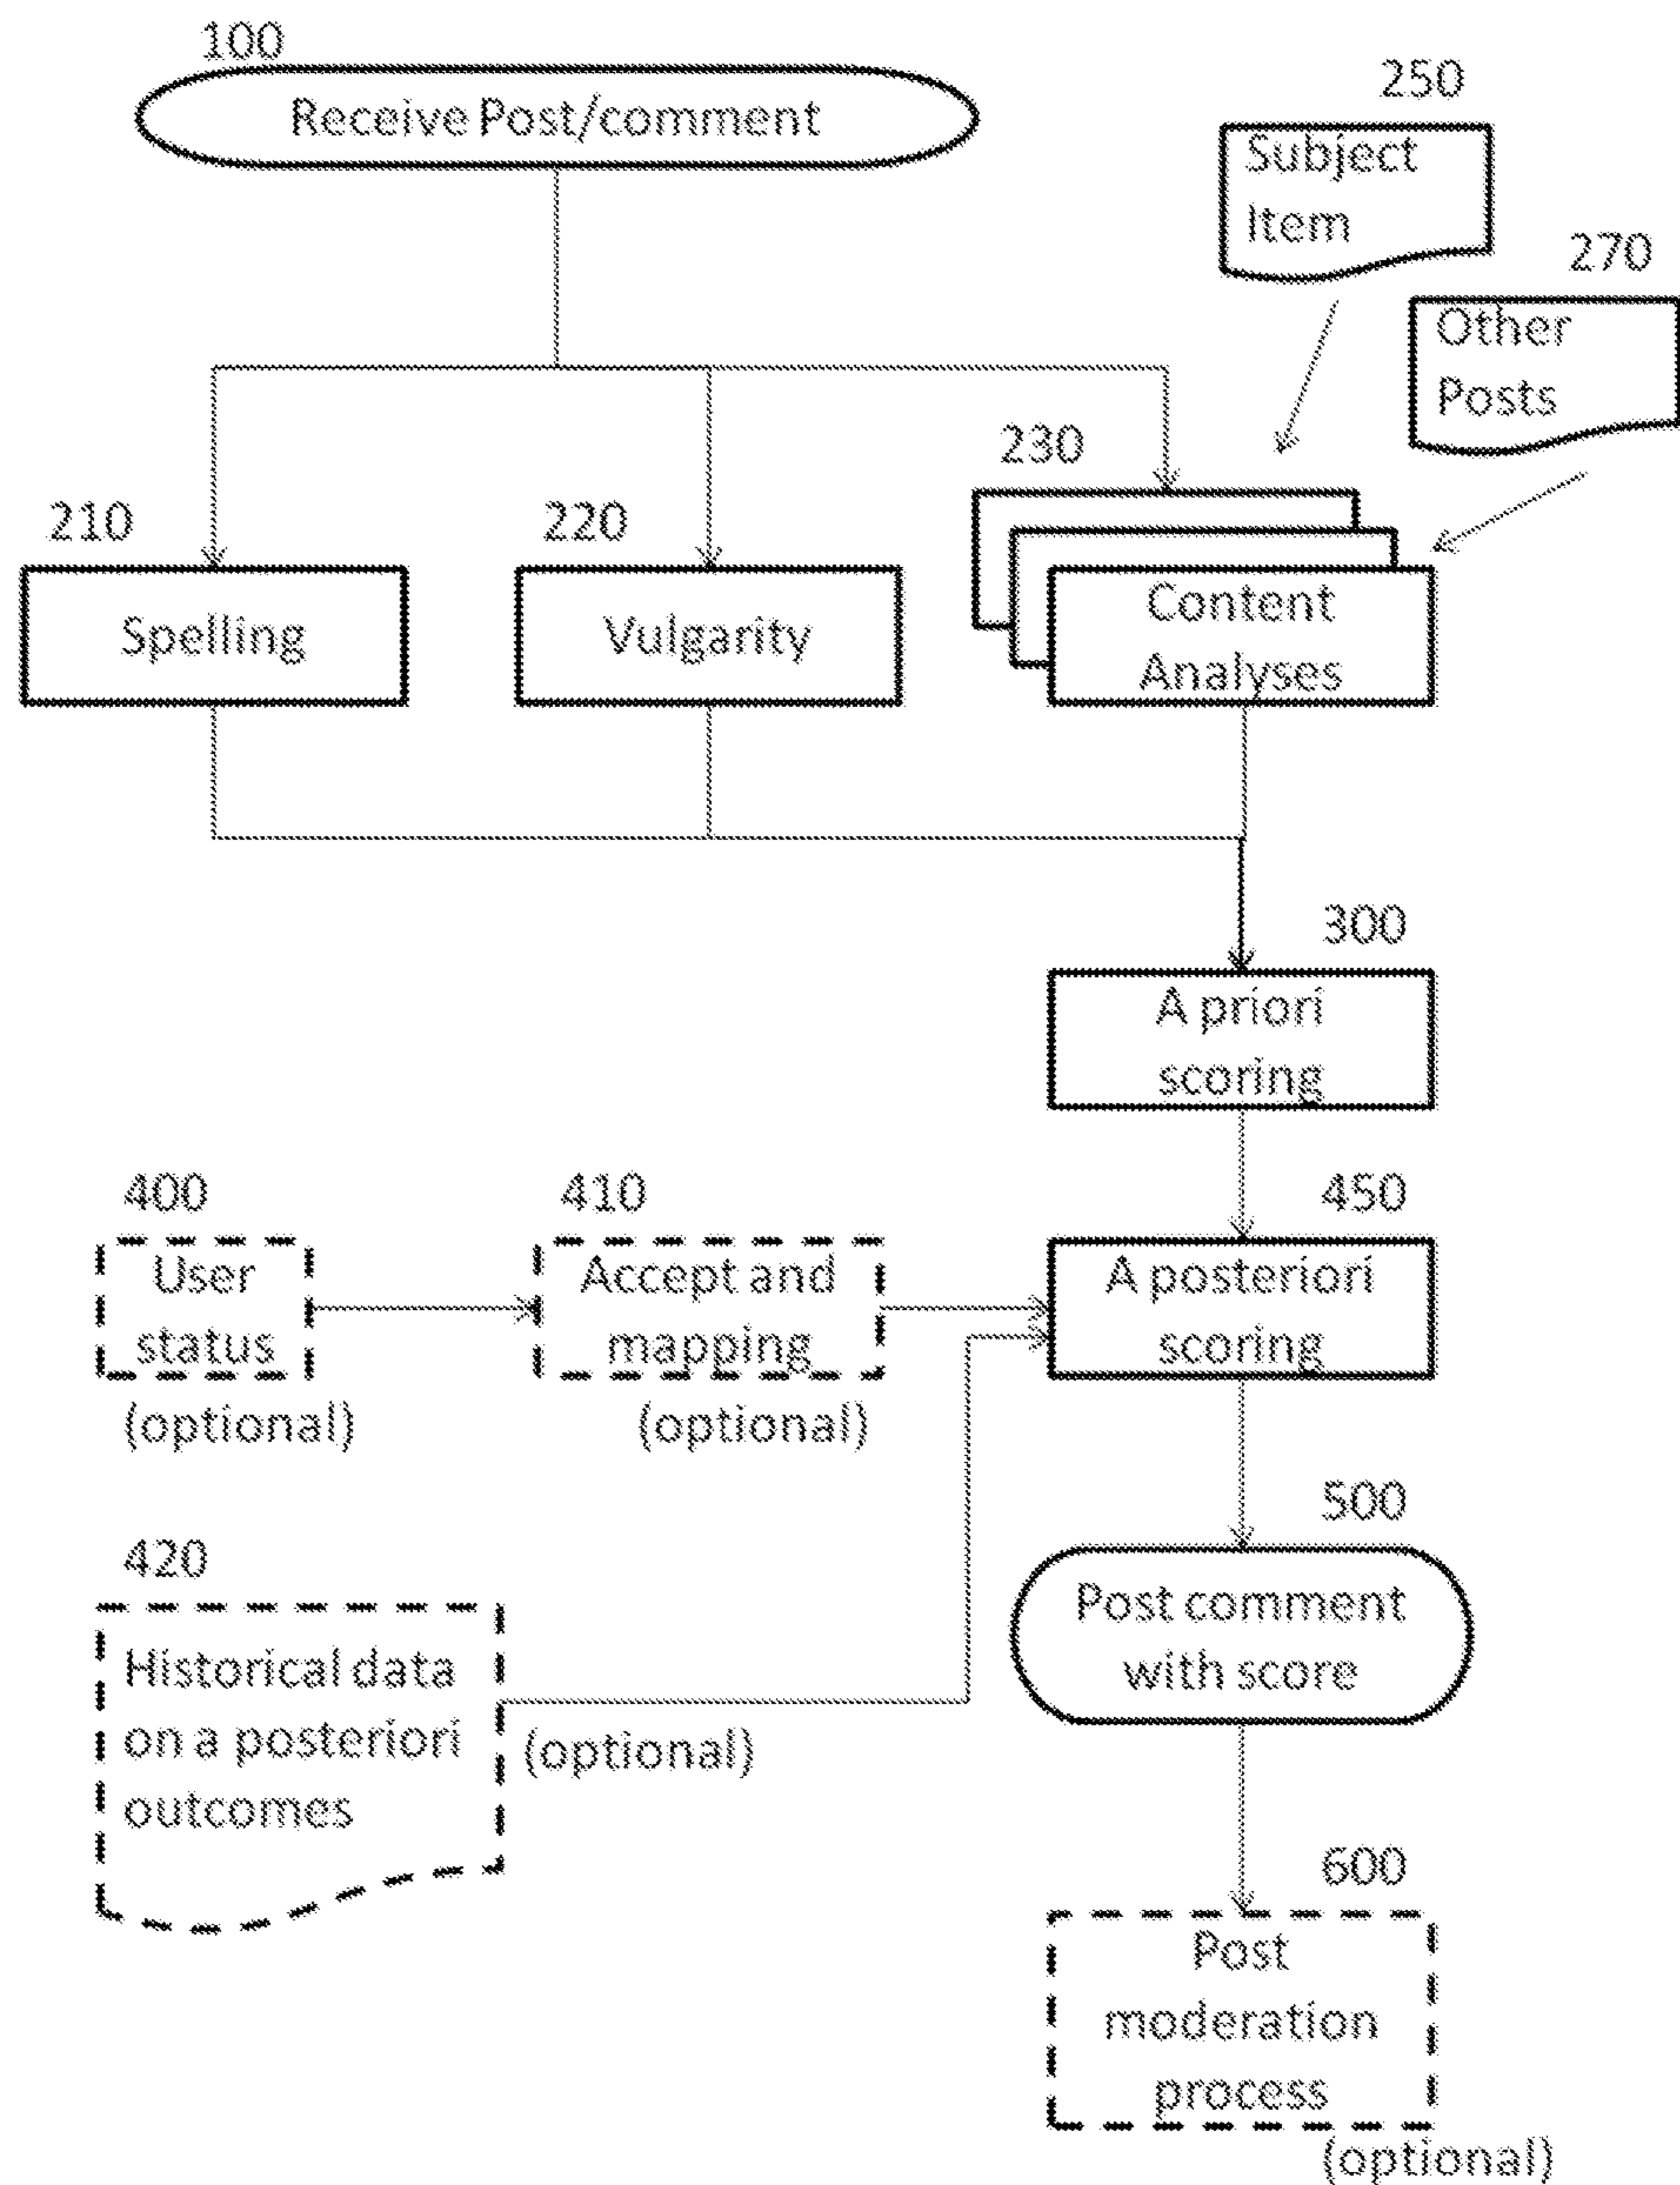 100
Receive Post/comment
250
Subject
Item
270
Other
Posts
230
210
220
Spelling
Vulgarity
Content
Analyses
300
A priori
scoring
400
410
450
User
status
(optional)
Accept and
mapping
(optional)
A posteriori
scoring
500
420
Post comment
with score
Historical data
on a posteriori
outcomes
(optional)
600
Post
moderation
process
(optional)